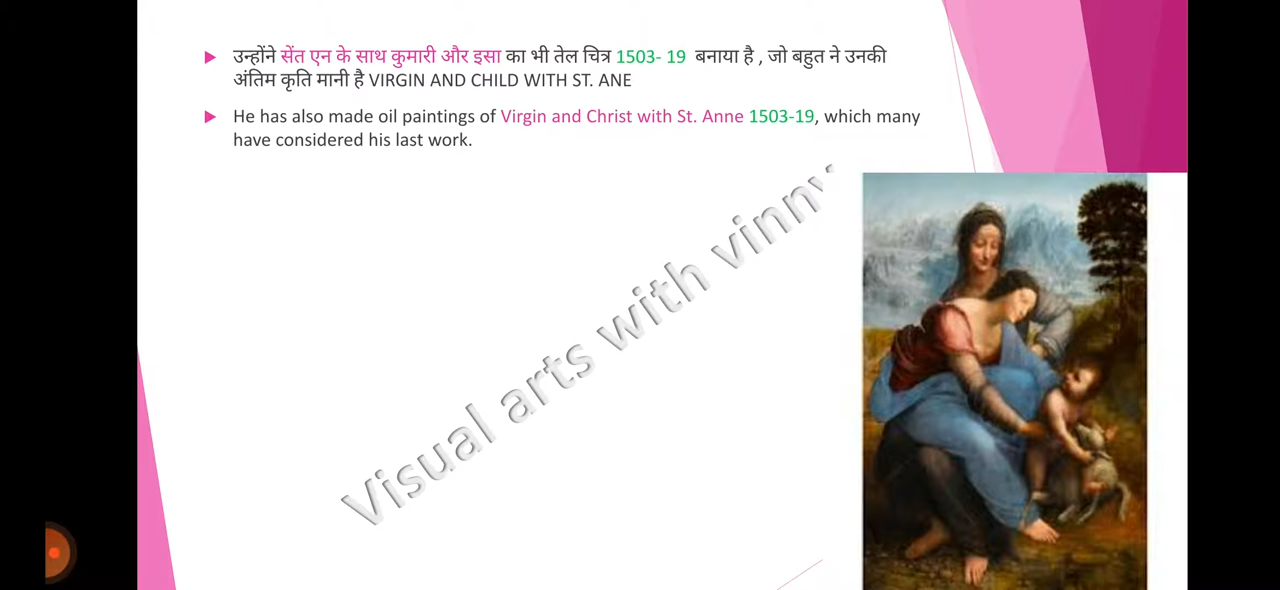 उन्होंने सेंत एन के साथ कुमारी और इसा का भी तेल चित्र 1503- 19 बनाया है , जो बहुत ने उनकी
अंतिम कृति मानी है VIRGIN AND CHILD WITH ST. ANE
He has also made oil paintings of Virgin and Christ with St. Anne 1503-19, which many
have considered his last work.
Visual arts with vinny